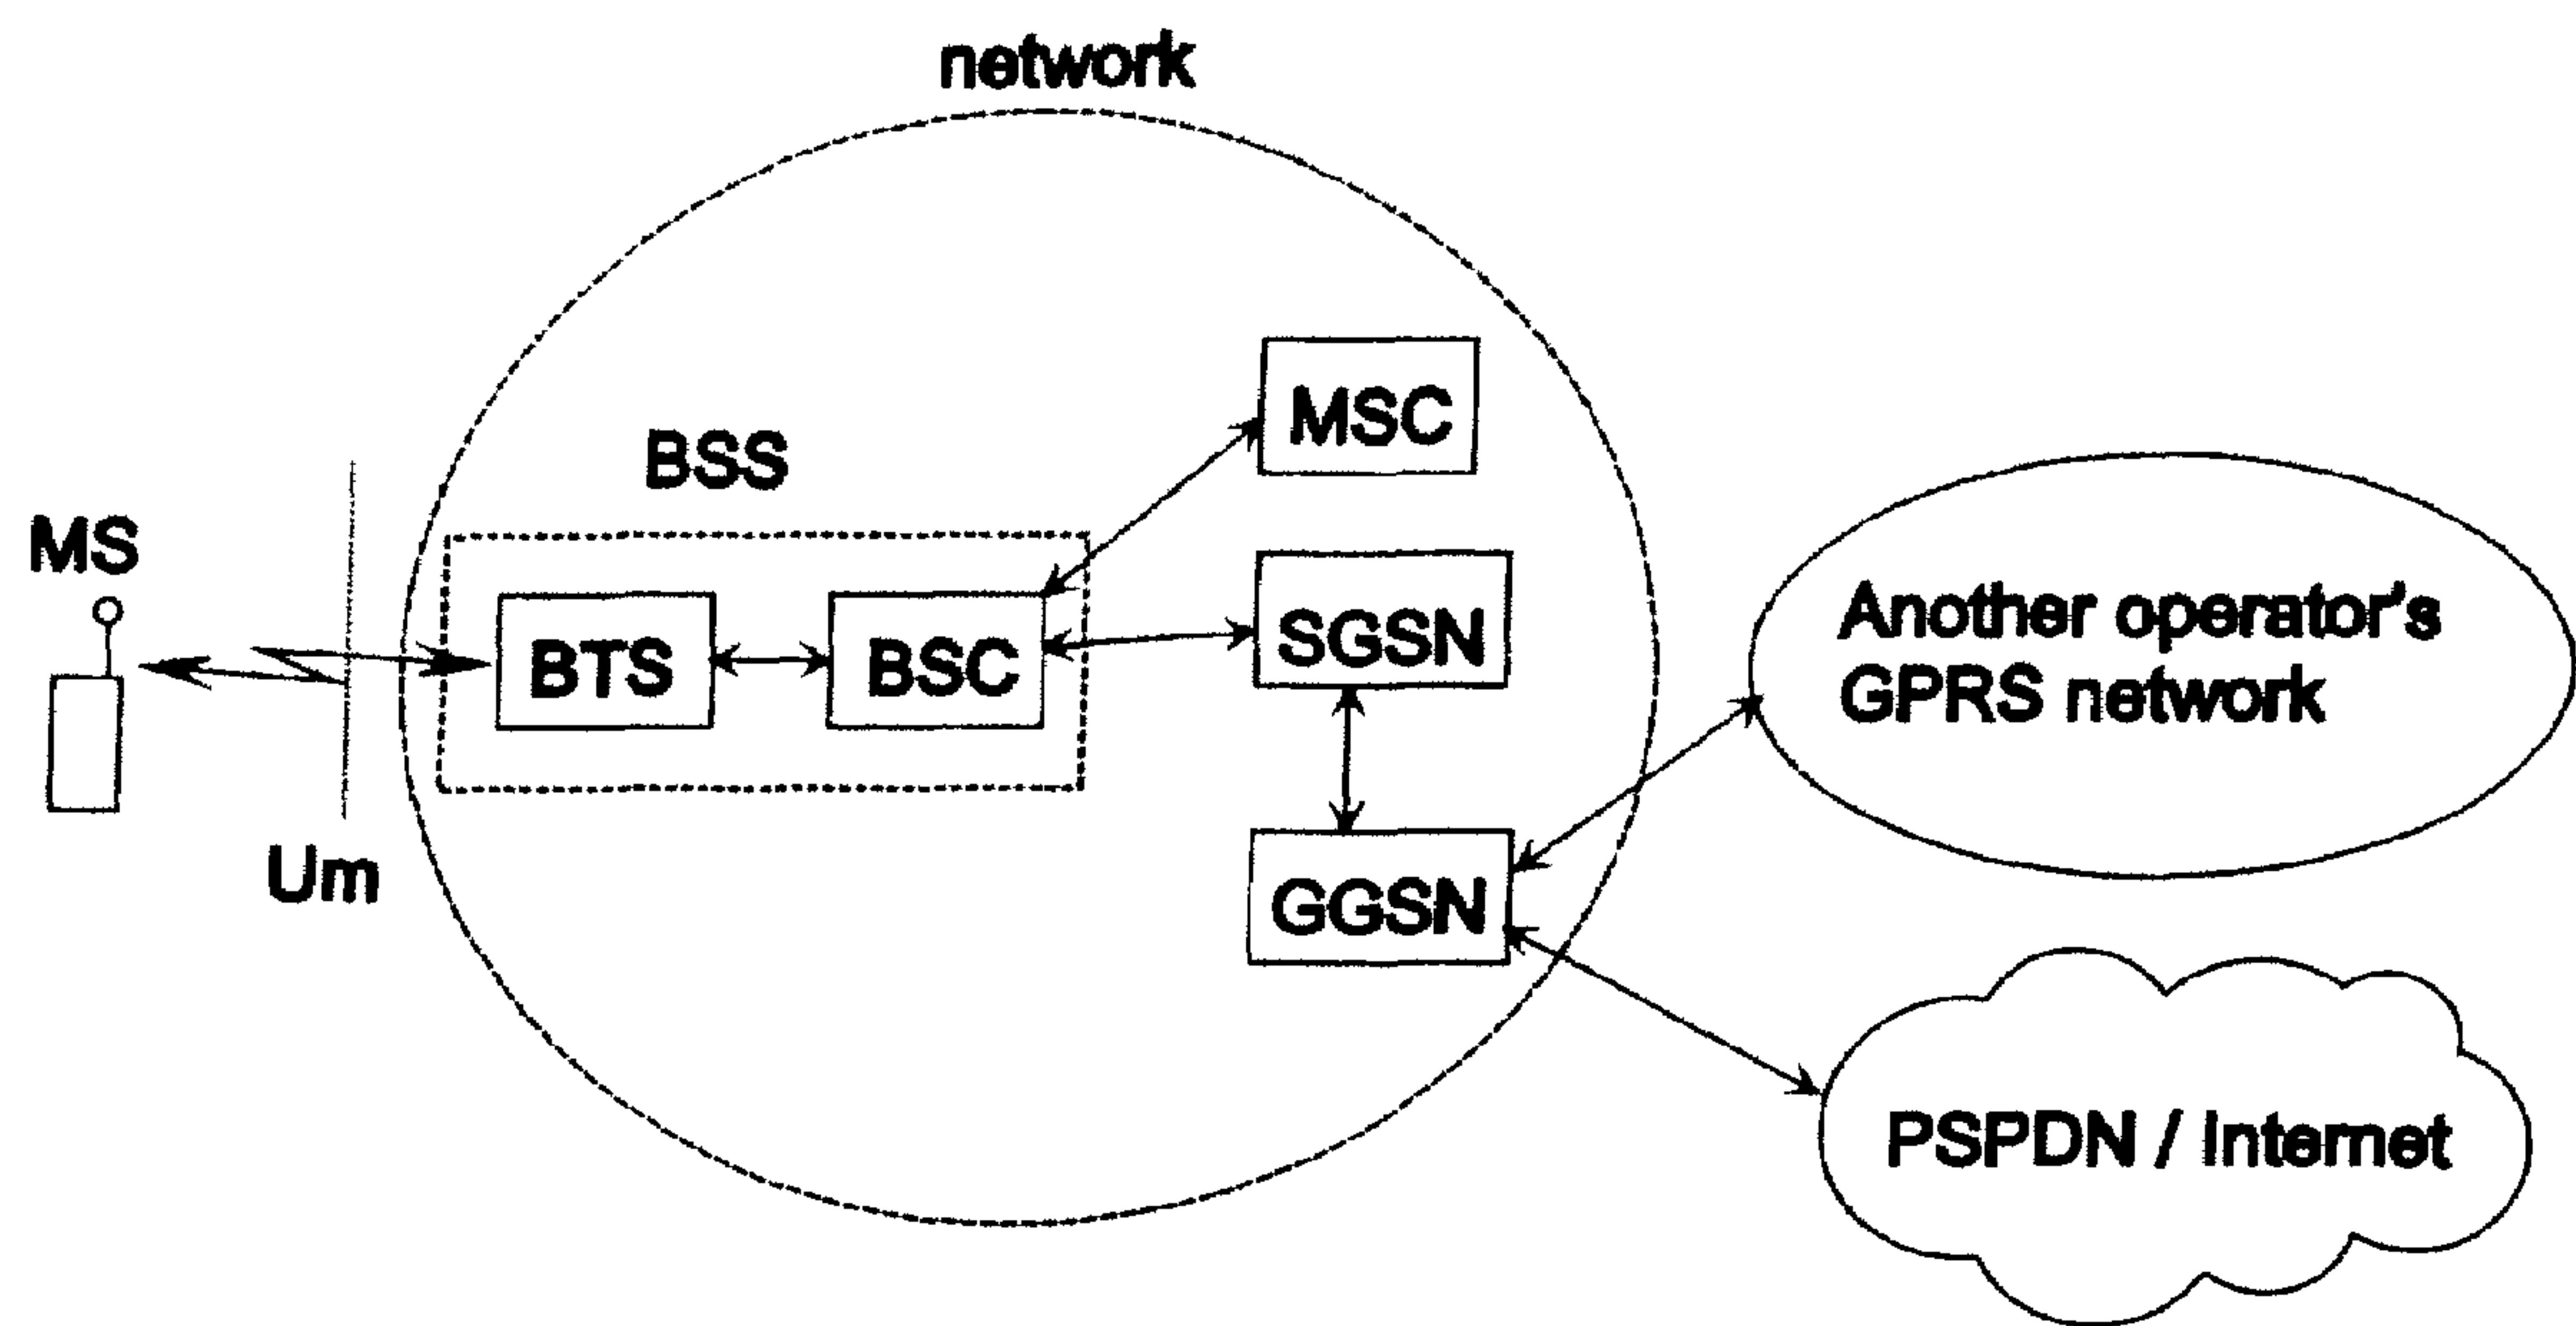 network
MSC
BSS
MS
BTS
BSC
SGSN
Another operator's
GPRS network
Um
GGSN
PSPDN / Internet